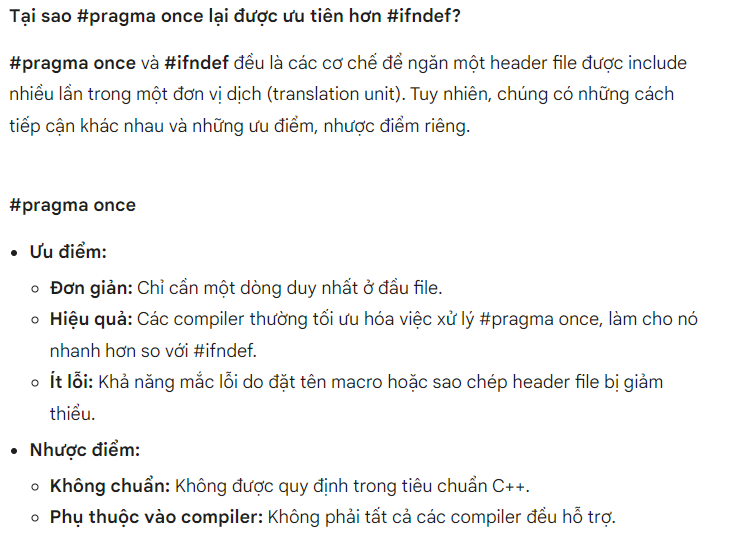 Tại sao #pragma once lại được ưu tiên hơn #ifndef?
#pragma once và #ifndef đều là các cơ chế để ngăn một header file được include
nhiều lần trong một đơn vị dịch (translation unit). Tuy nhiên, chúng có những cách
tiếp cận khác nhau và những ưu điểm, nhược điểm riêng.
#pragma once
• Ưu điểm:
◦ Đơn giản: Chỉ cần một dòng duy nhất ở đầu file.
◦ Hiệu quả: Các compiler thường tối ưu hóa việc xử lý #pragma once, làm cho nó
nhanh hơn so với #ifndef.
◦ Ít lỗi: Khả năng mắc lỗi do đặt tên macro hoặc sao chép header file bị giảm
thiểu.
• Nhược điểm:
◦ Không chuẩn: Không được quy định trong tiêu chuẩn C++.
◦ Phụ thuộc vào compiler: Không phải tất cả các compiler đều hỗ trợ.